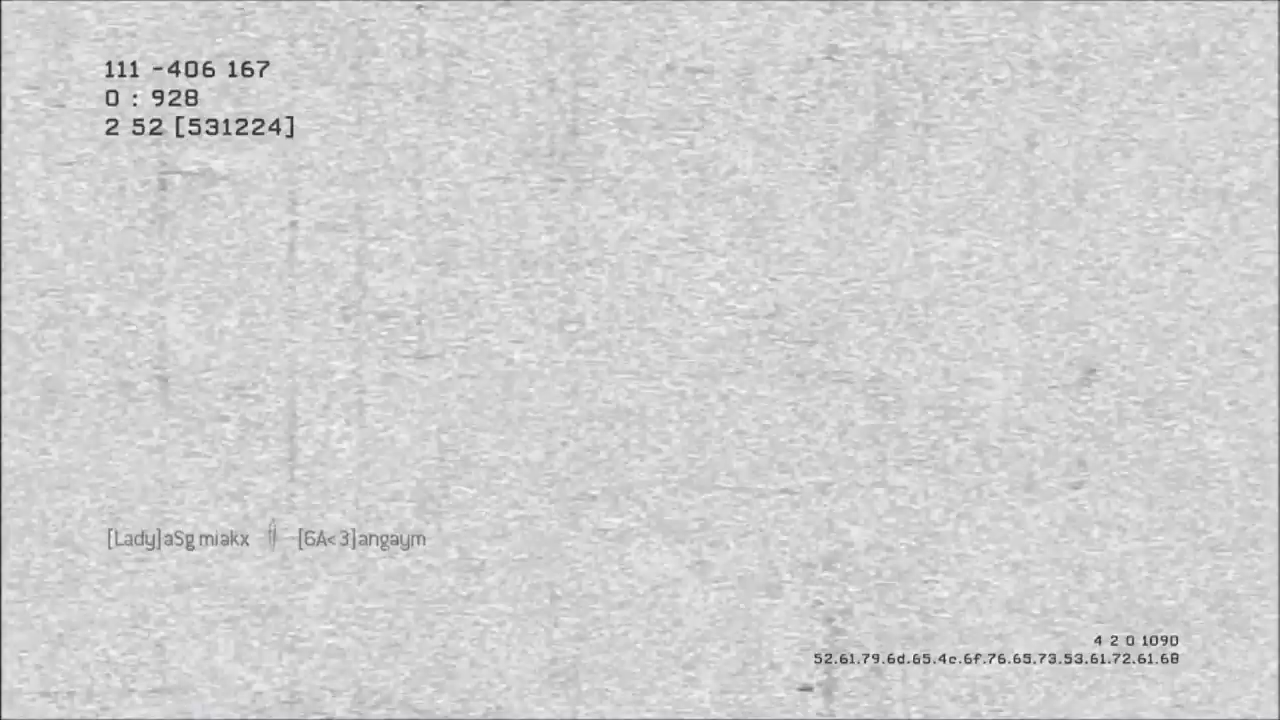 111 -406 167
0 : 928
2 52 [531224]
[Lady]aSg miakx [6A< 3]angaym
4 2 0 1090
52.61.79.6d.65.4c.6f.76.65.73.53.61.72.61.68